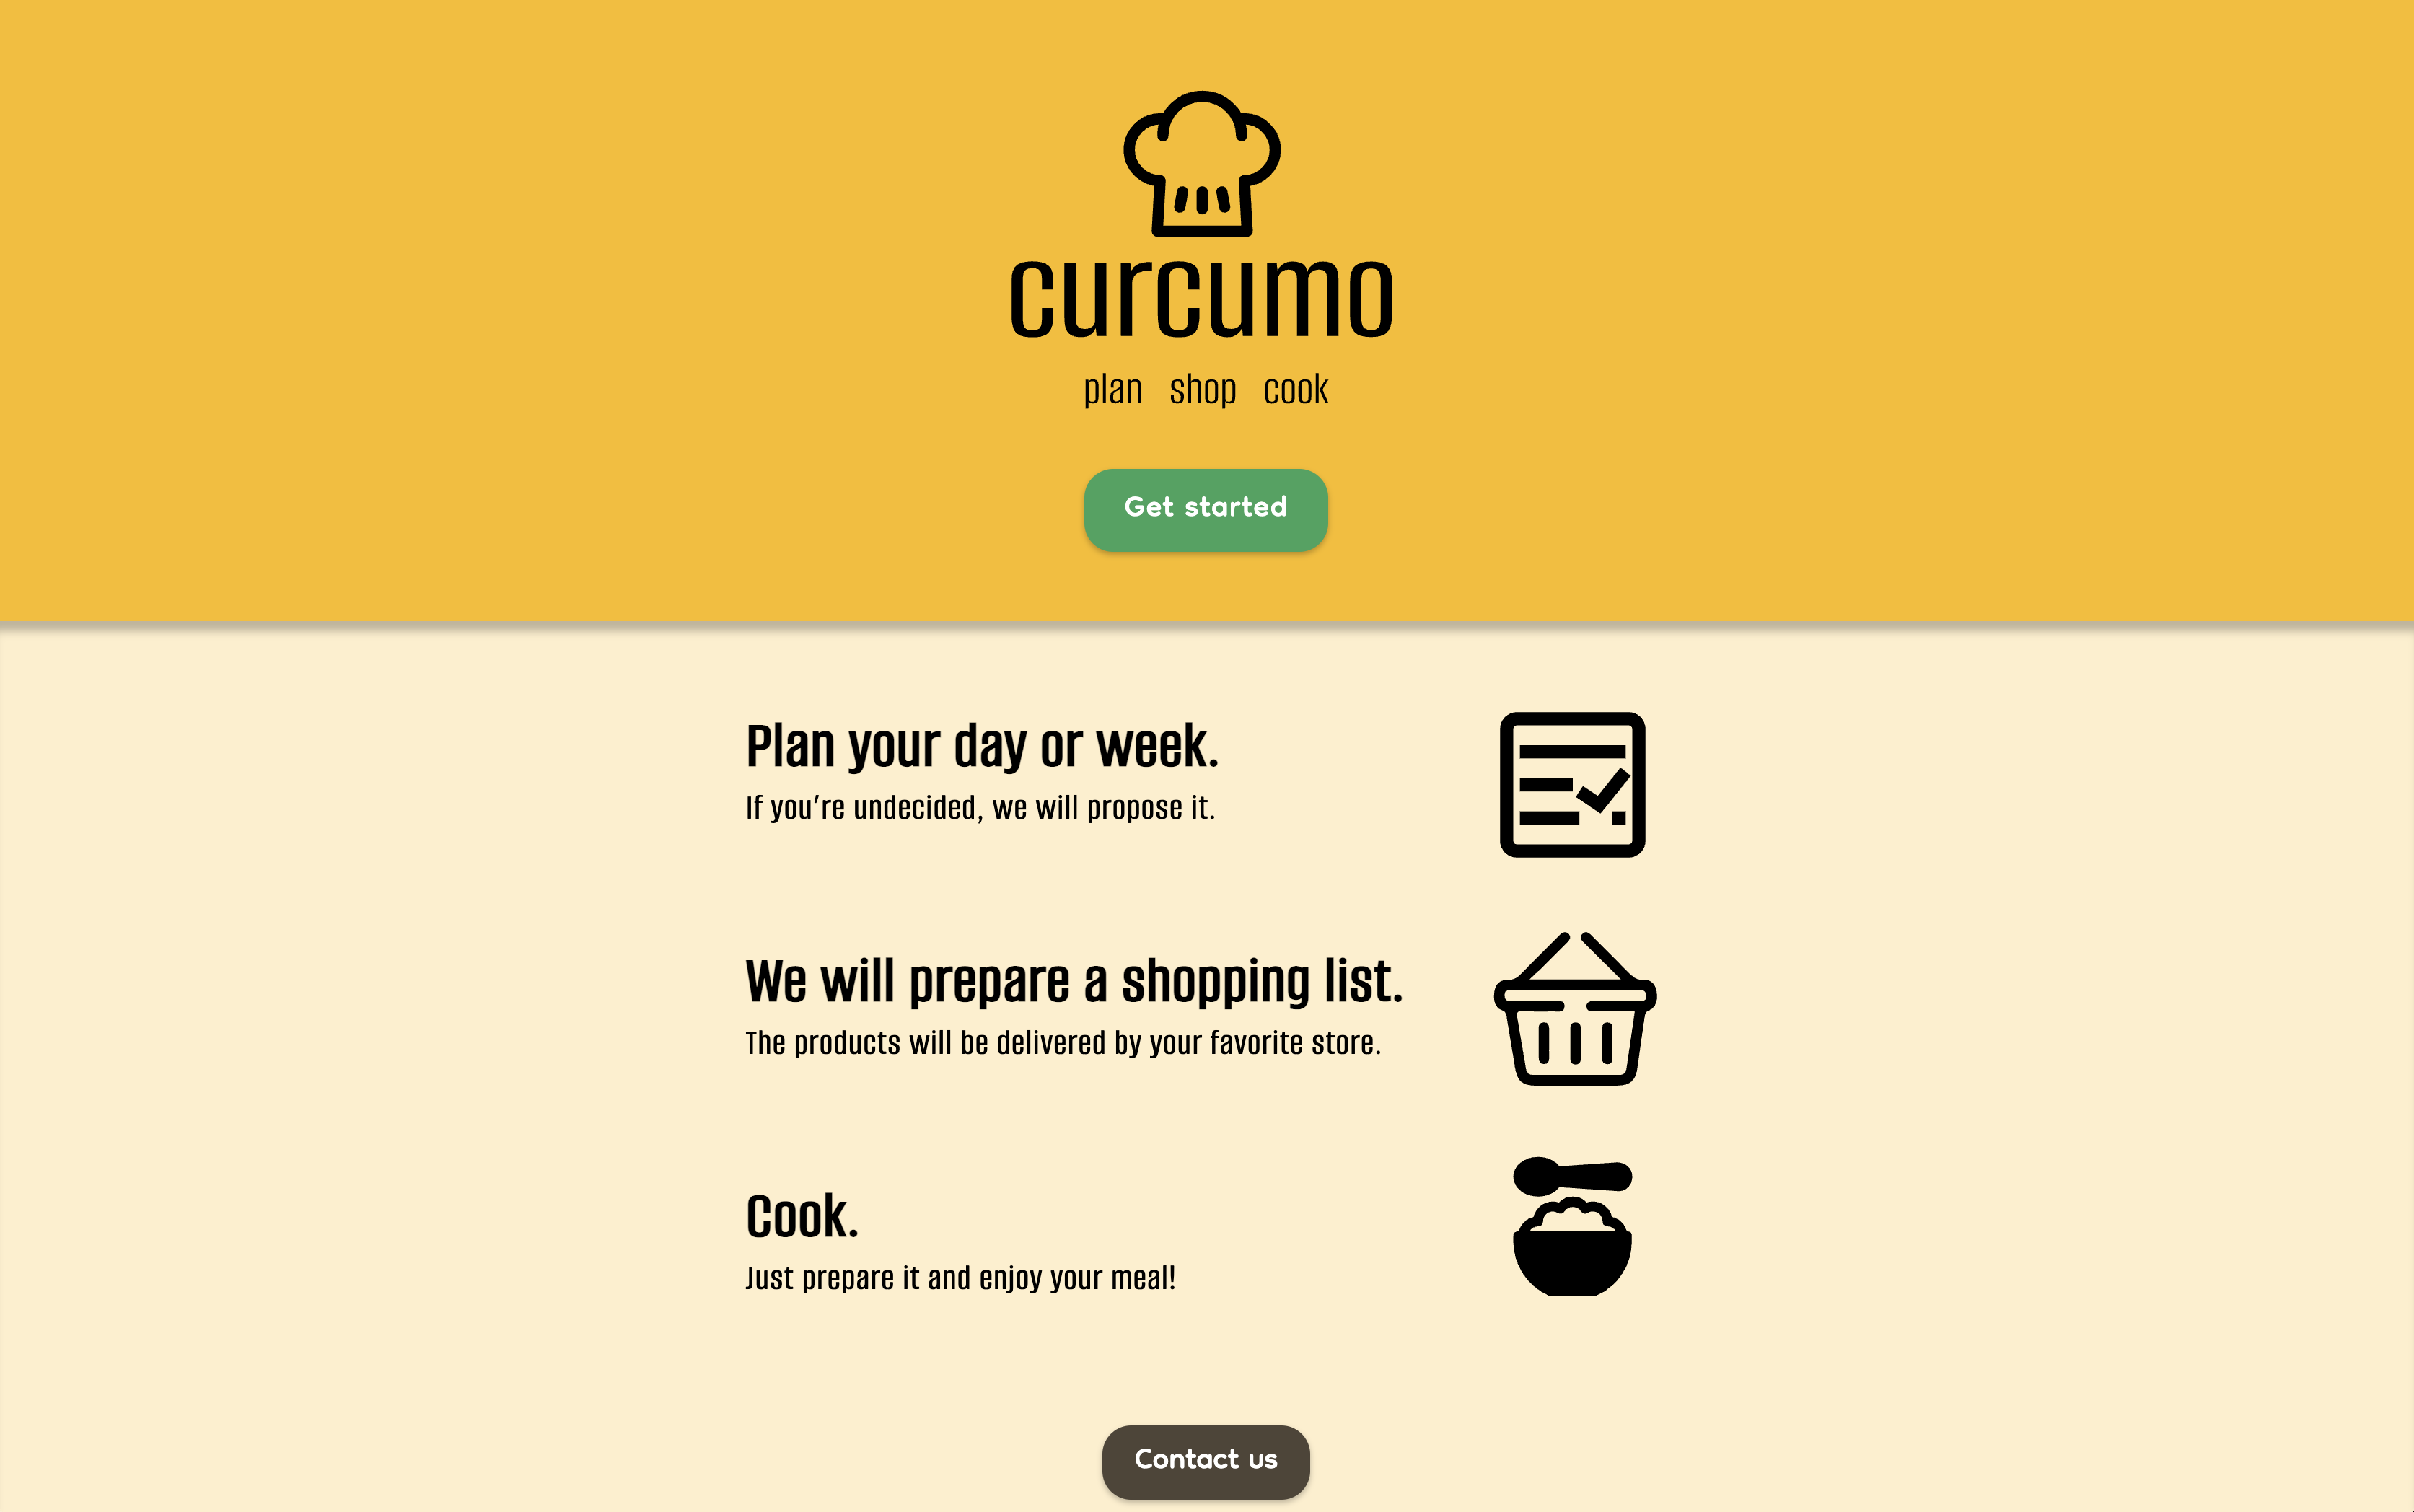 curcumo
plan shop cook
Get started
Plan your day or week.
If you’re undecided, we will propose it.
We will prepare a shopping list.
The products will be delivered by your favorite store.
Cook.
Just prepare it and enjoy your meal!
Contact us